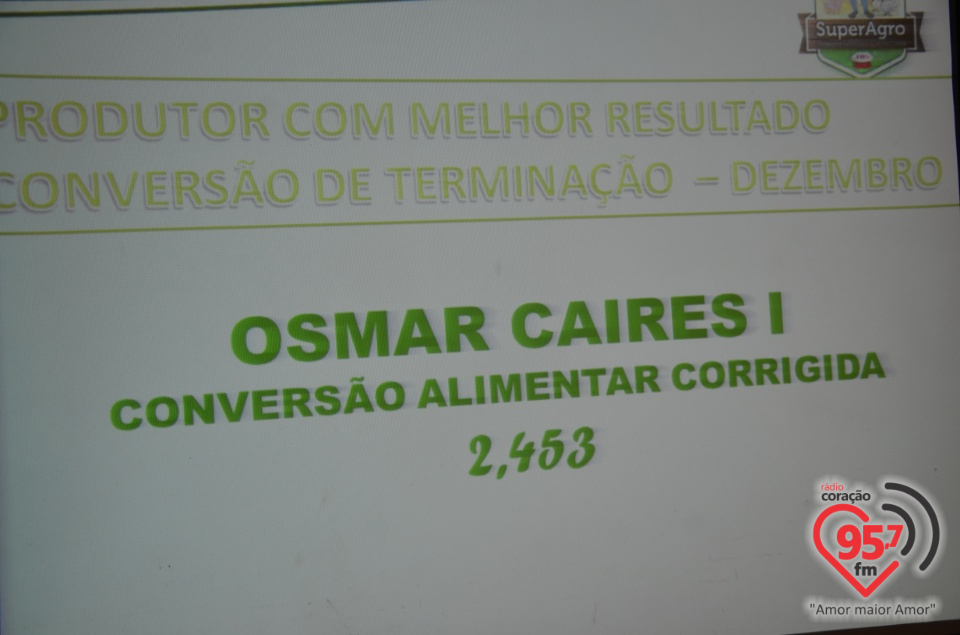 SuperAgro
PRODUTOR COM MELHOR RESULTADO
CONVERSÃO DE TERMINAÇÃO – DEZEMBRO
OSMAR CAIRES I
CONVERSÃO ALIMENTAR CORRIGIDA
2,453
rádio
coração
95,7
fm
"Amor maior Amor"